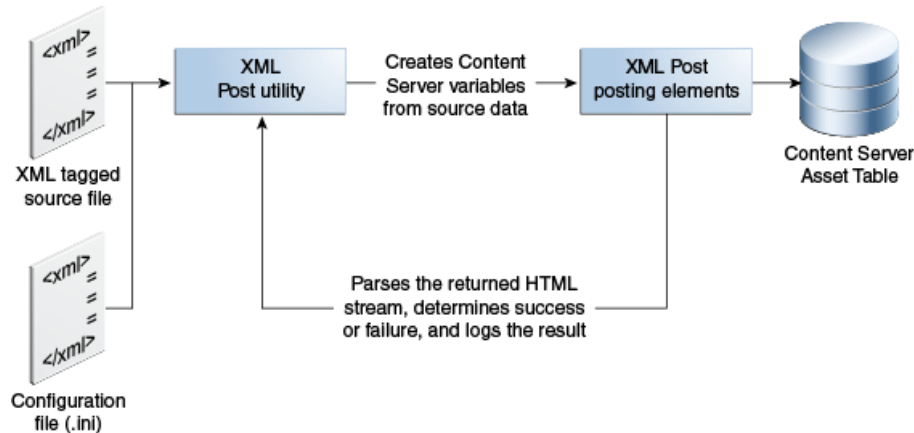 <xml>
=
=
=
</xml>
XML tagged
source file
XML
Post utility
Creates Content
Server variables
from source data
XML Post
posting elements
Content Server
Asset Table
<xml>
=
=
=
</xml>
Configuration
file (.ini)
Parses the returned HTML
stream, determines success
or failure, and logs the result